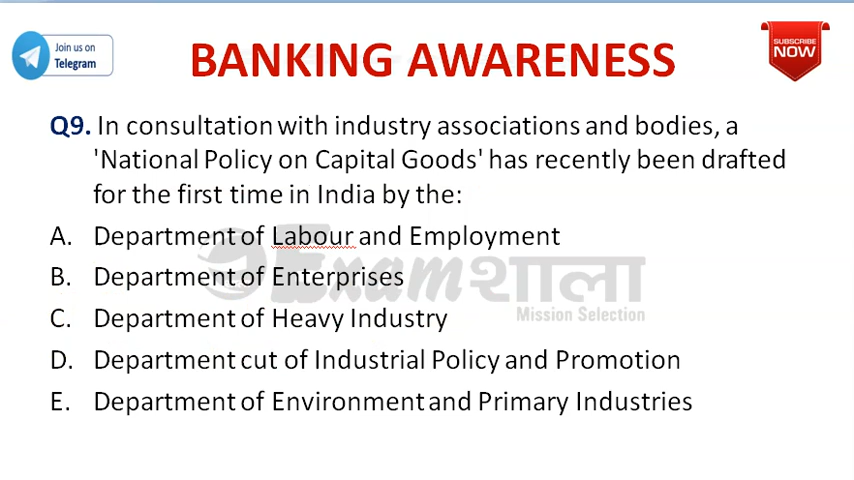 Join us on
Telegram
BANKING AWARENESS
SUBSCRIBE
NOW
Q9. In consultation with industry associations and bodies, a
'National Policy on Capital Goods' has recently been drafted
for the first time in India by the:
A. Department of Labour and Employment
B. Department of Enterprises
C. Department of Heavy Industry
D. Department cut of Industrial Policy and Promotion
E. Department of Environment and Primary Industries
Examशाला
Mission Selection